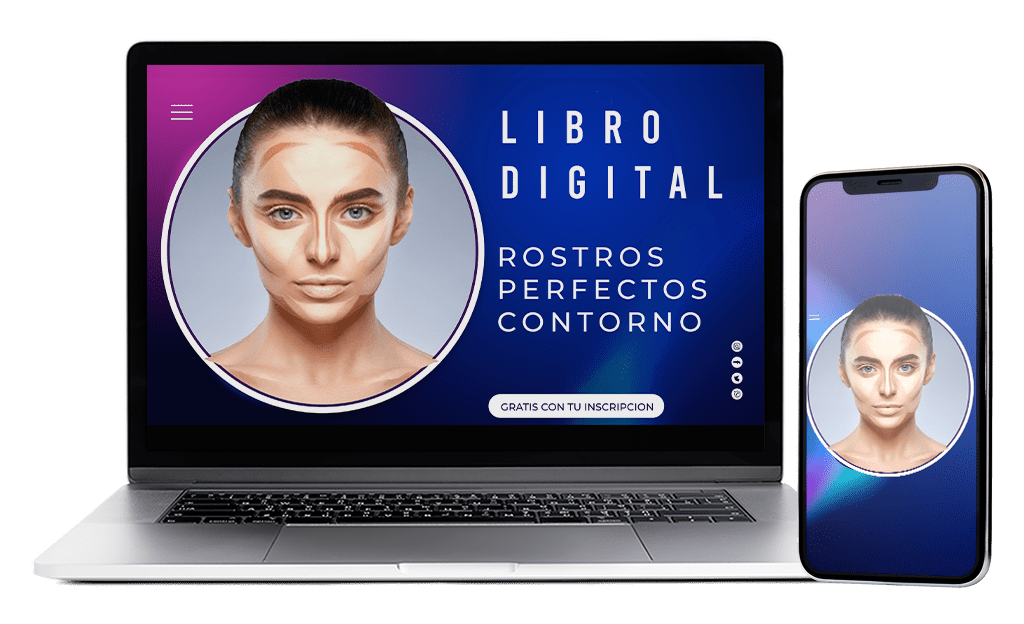 LIBRO
DIGITAL
ROSTROS
PERFECTOS
CONTORNO
GRATIS CON TU INSCRIPCION